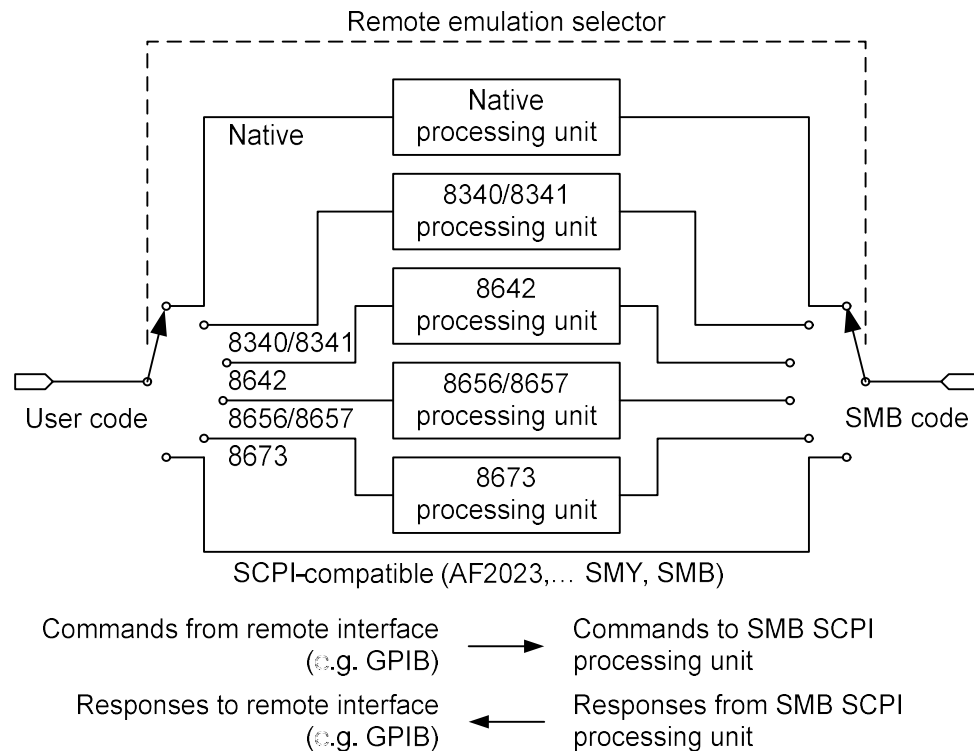 Remote emulation selector
Native
processing unit
Native
8340/8341
processing unit
8642
processing unit
8340/8341
8642
8656/8657
processing unit
User code
SMB code
8656/8657
8673
8673
processing unit
SCPI-compatible (AF2023,... SMY, SMB)
Commands from remote interface
(e.g. GPIB)
Commands to SMB SCPI
processing unit
Responses to remote interface
(e.g. GPIB)
Responses from SMB SCPI
processing unit